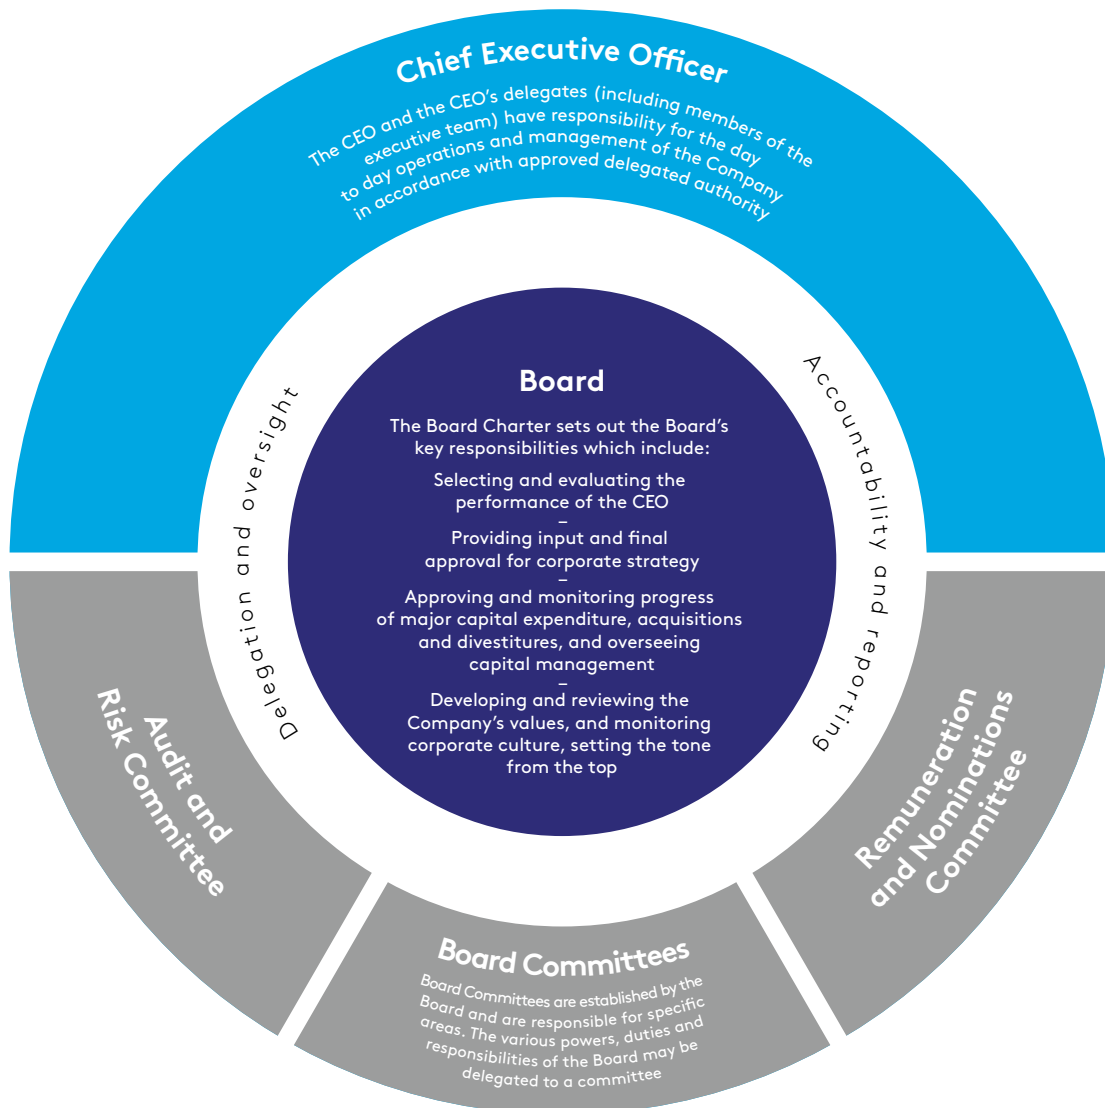 Chief Executive Officer
The CEO and the CEO’s delegates (including members of the
executive team) have responsibility for the day
to day operations and management of the Company
in accordance with approved delegated authority
Delegation and oversight
Accountability and reporting
Board
The Board Charter sets out the Board’s
key responsibilities which include:
Selecting and evaluating the
performance of the CEO
–
Providing input and final
approval for corporate strategy
–
Approving and monitoring progress
of major capital expenditure, acquisitions
and divestitures, and overseeing
capital management
–
Developing and reviewing the
Company’s values, and monitoring
corporate culture, setting the tone
from the top
Audit and
Risk Committee
Board Committees
Board Committees are established by the
Board and are responsible for specific
areas. The various powers, duties and
responsibilities of the Board may be
delegated to a committee
Remuneration
and Nominations
Committee